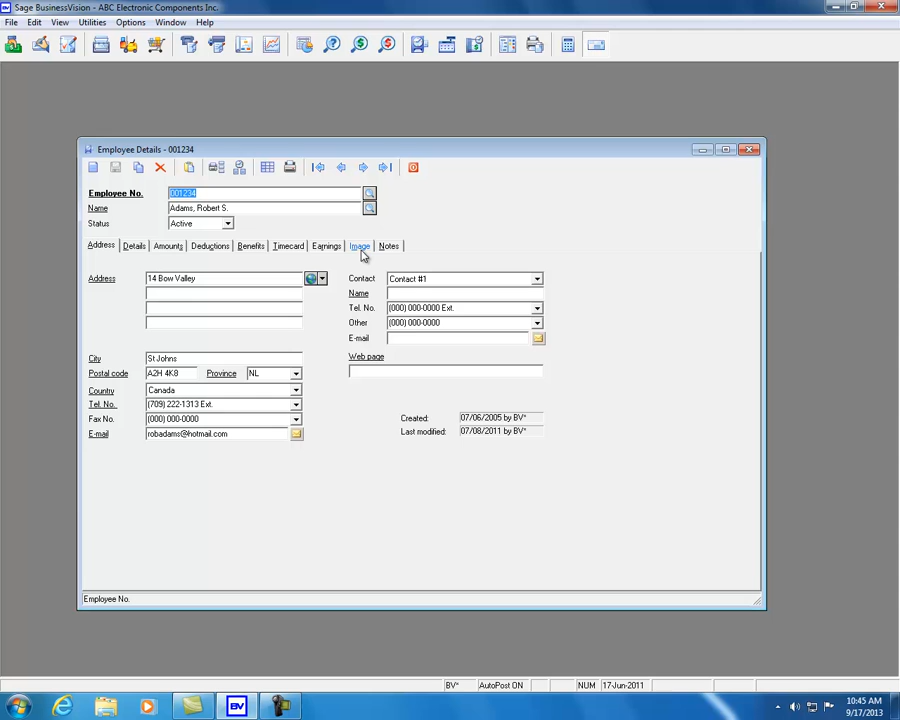 Sage BusinessVision - ABC Electronic Components Inc.
File Edit View Utilities Options Window Help
Employee Details - 001234
Employee No. 001234
Name Adams, Robert S.
Status Active
Address Details Amounts Deductions Benefits Timecard Earnings Image Notes
Address 14 Bow Valley Contact Contact #1
Name
Tel. No. (000) 000-0000 Ext.
Other (000) 000-0000
E-mail
City St Johns Web page
Postal code A2H 4K8 Province NL
Country Canada
Tel. No. (709) 222-1313 Ext.
Fax No. (000) 000-0000 Created: 07/06/2005 by BV*
E-mail robadams@hotmail.com Last modified: 07/08/2011 by BV*
Employee No.
BV* AutoPost ON NUM 17-Jun-2011
BV 10:45 AM
9/17/2013